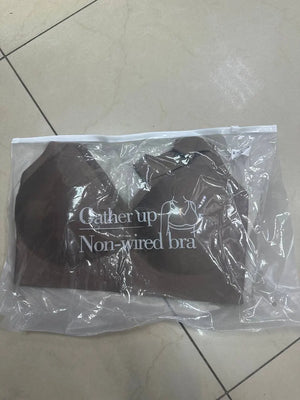 Gather up
Non-wired bra